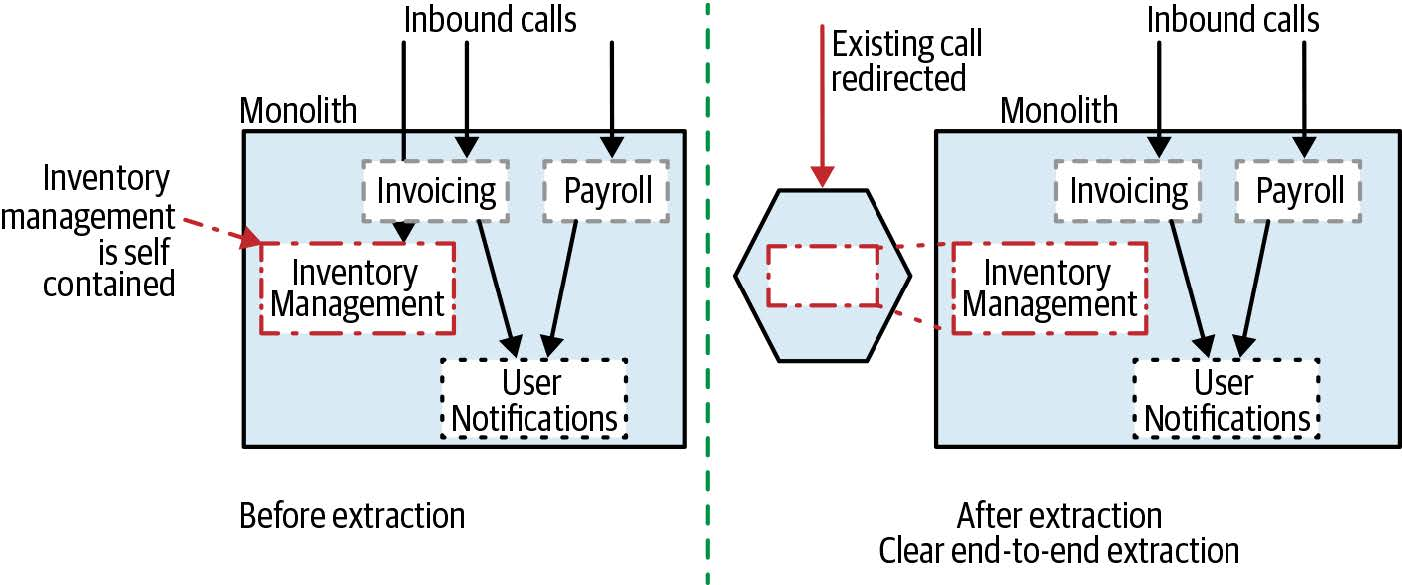 Inbound calls
Monolith
Inventory
management
is self
contained
Invoicing
Payroll
Inventory
Management
User
Notifications
Before extraction
Existing call
redirected
Inbound calls
Monolith
Invoicing
Payroll
Inventory
Management
User
Notifications
After extraction
Clear end-to-end extraction